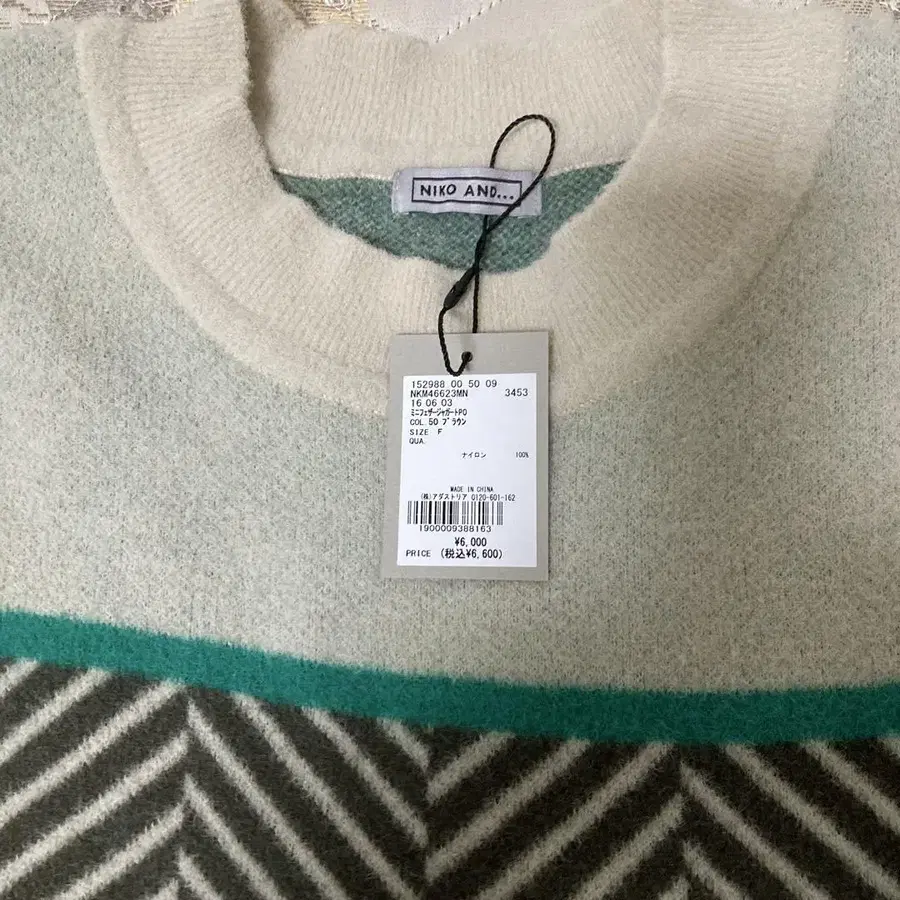 NIKO AND...
152988 00 50 09
NKM46623MN 3453
16 06 03
ミニフェザージャガードPO
COL.50 ブラウン
SIZE F
QUA.
ナイロン 100%
MADE IN CHINA
(株)アダストリア 0120-601-162
1900009388163
¥6,000
PRICE (税込¥6,600)